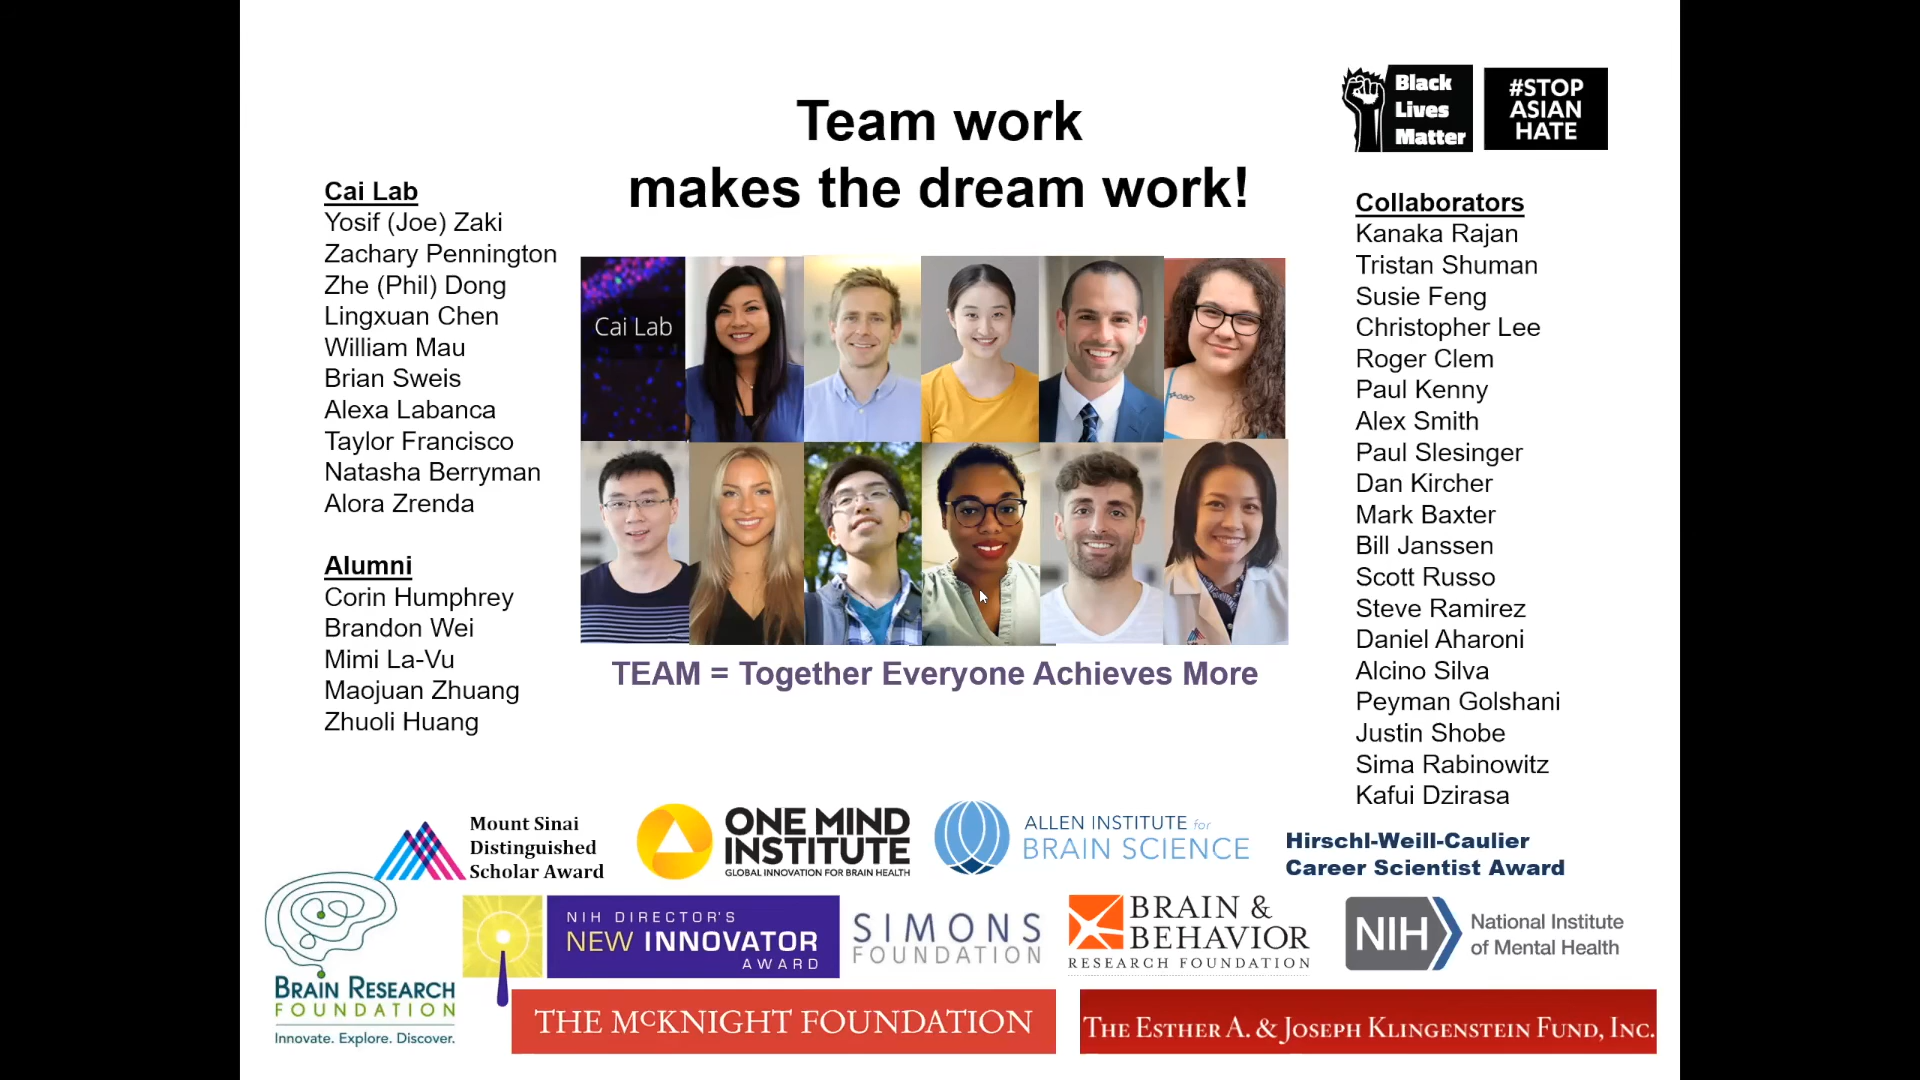 Team work
makes the dream work!
Black
Lives
Matter
#STOP
ASIAN
HATE
Cai Lab
Yosif (Joe) Zaki
Zachary Pennington
Zhe (Phil) Dong
Lingxuan Chen
William Mau
Brian Sweis
Alexa Labanca
Taylor Francisco
Natasha Berryman
Alora Zrenda
Alumni
Corin Humphrey
Brandon Wei
Mimi La-Vu
Maojuan Zhuang
Zhuoli Huang
Cai Lab
TEAM = Together Everyone Achieves More
Collaborators
Kanaka Rajan
Tristan Shuman
Susie Feng
Christopher Lee
Roger Clem
Paul Kenny
Alex Smith
Paul Slesinger
Dan Kircher
Mark Baxter
Bill Janssen
Scott Russo
Steve Ramirez
Daniel Aharoni
Alcino Silva
Peyman Golshani
Justin Shobe
Sima Rabinowitz
Kafui Dzirasa
Mount Sinai
Distinguished
Scholar Award
ONE MIND
INSTITUTE
GLOBAL INNOVATION FOR BRAIN HEALTH
ALLEN INSTITUTE for
BRAIN SCIENCE
Hirschl-Weill-Caulier
Career Scientist Award
BRAIN RESEARCH
FOUNDATION
Innovate. Explore. Discover.
NIH DIRECTOR'S
NEW INNOVATOR
AWARD
SIMONS
FOUNDATION
BRAIN &
BEHAVIOR
RESEARCH FOUNDATION
NIH
National Institute
of Mental Health
THE McKNIGHT FOUNDATION
THE ESTHER A. & JOSEPH KLINGENSTEIN FUND, INC.